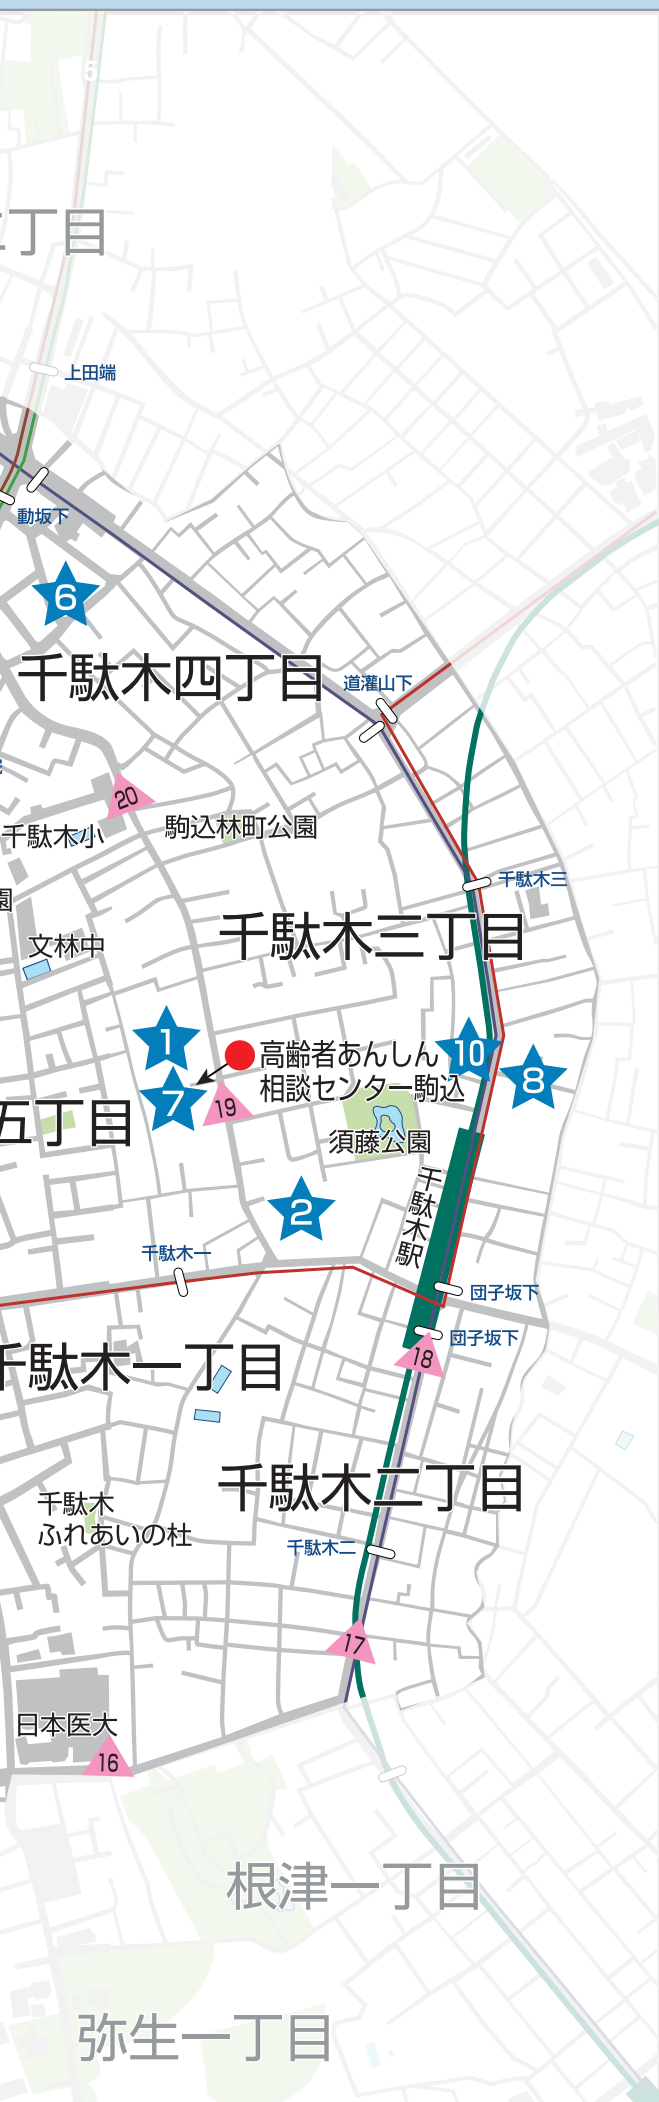 5
丁目
上田端
動坂下
6
千駄木四丁目
道灌山下
20
千駄木小
駒込林町公園
千駄木三
園
千駄木三丁目
文林中
1
10
高齢者あんしん
相談センター駒込
8
7
19
五丁目
須藤公園
千駄木駅
2
千駄木一
団子坂下
団子坂下
18
千駄木一丁目
千駄木二丁目
千駄木
ふれあいの杜
千駄木二
17
日本医大
16
根津一丁目
弥生一丁目